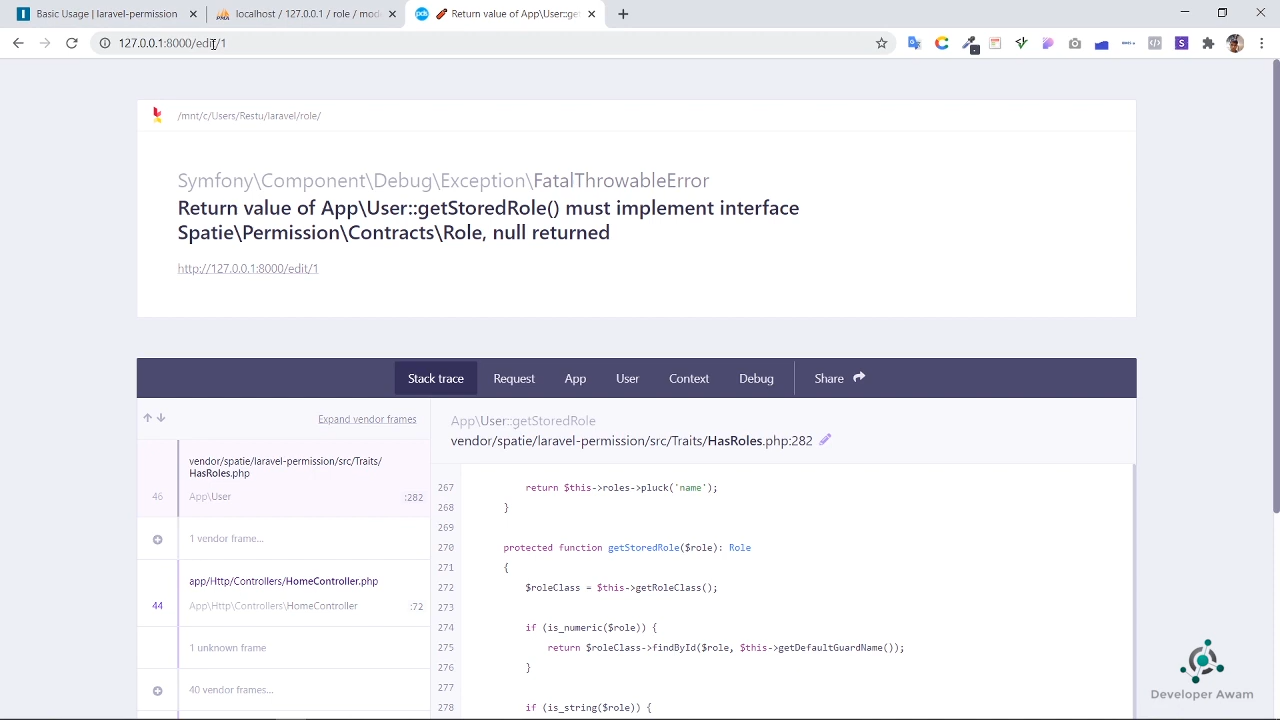 Basic Usage | laravel-permission
localhost / 127.0.0.1 / role / mod
Return value of App\User::get
127.0.0.1:8000/edit/1
/mnt/c/Users/Restu/laravel/role/
Symfony\Component\Debug\Exception\FatalThrowableError
Return value of App\User::getStoredRole() must implement interface
Spatie\Permission\Contracts\Role, null returned
http://127.0.0.1:8000/edit/1
Stack trace
Request
App
User
Context
Debug
Share
Expand vendor frames
vendor/spatie/laravel-permission/src/Traits/
HasRoles.php
46
App\User
:282
1 vendor frame...
app/Http/Controllers/HomeController.php
44
App\Http\Controllers\HomeController
:72
1 unknown frame
40 vendor frames...
App\User::getStoredRole
vendor/spatie/laravel-permission/src/Traits/HasRoles.php:282
267 return $this->roles->pluck('name');
268 }
269
270 protected function getStoredRole($role): Role
271 {
272 $roleClass = $this->getRoleClass();
273
274 if (is_numeric($role)) {
275 return $roleClass->findById($role, $this->getDefaultGuardName());
276 }
277
278 if (is_string($role)) {
Developer Awam